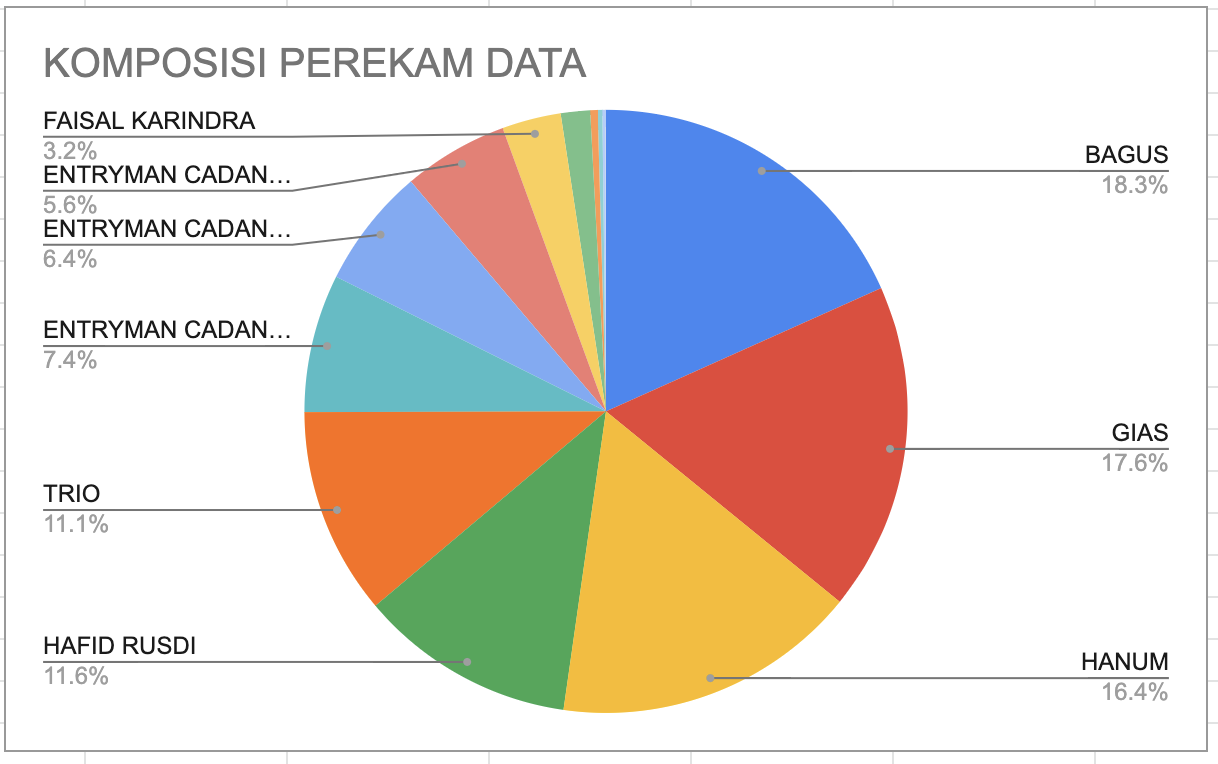 KOMPOSISI PEREKAM DATA
FAISAL KARINDRA
3.2%
ENTRYMAN CADAN...
5.6%
ENTRYMAN CADAN...
6.4%
ENTRYMAN CADAN...
7.4%
TRIO
11.1%
HAFID RUSDI
11.6%
BAGUS
18.3%
GIAS
17.6%
HANUM
16.4%